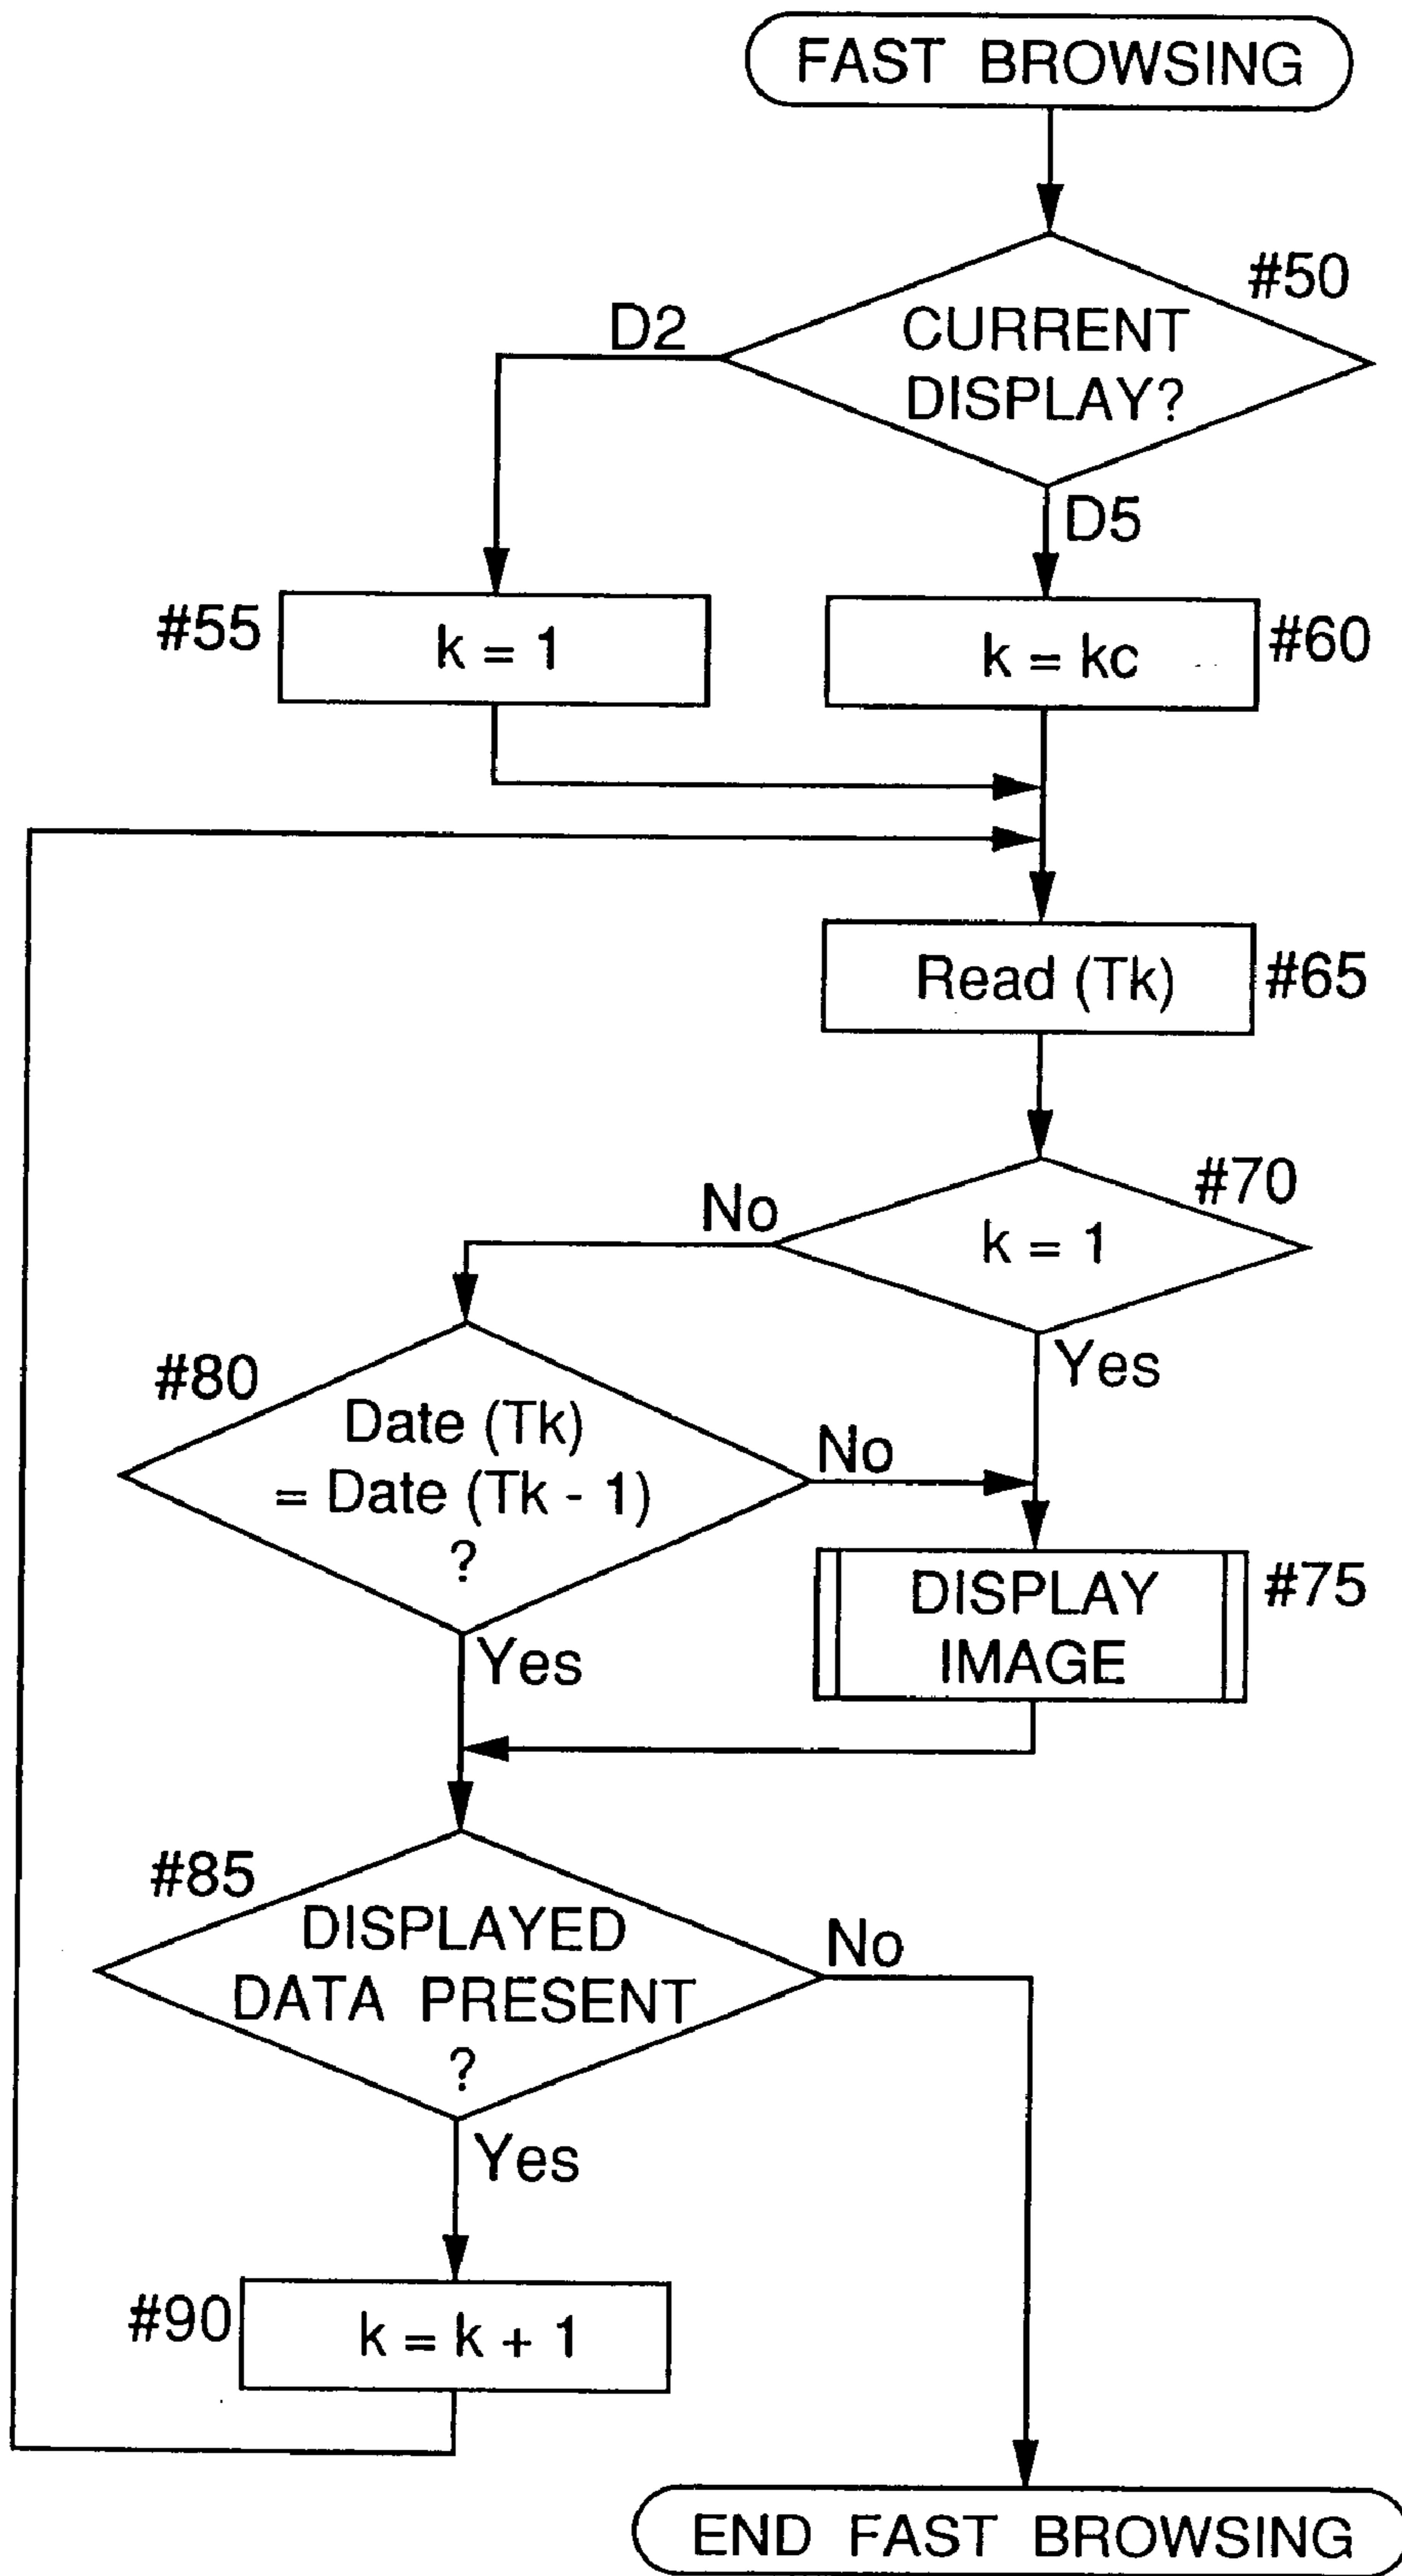 FAST BROWSING
#50
CURRENT
DISPLAY?
D2
D5
#55
k = 1
k = kc
#60
Read (Tk)
#65
#70
k = 1
No
Yes
#80
Date (Tk)
= Date (Tk - 1)
?
No
Yes
DISPLAY
IMAGE
#75
#85
DISPLAYED
DATA PRESENT
?
No
Yes
#90
k = k + 1
END FAST BROWSING